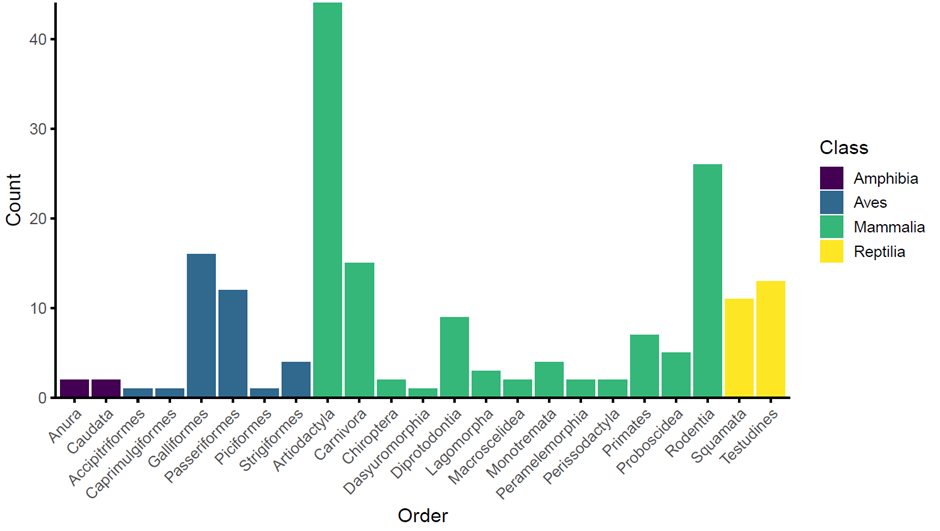 Count
40
30
20
10
0
Anura
Caudata
Accipitriformes
Caprimulgiformes
Galliformes
Passeriformes
Piciformes
Strigiformes
Artiodactyla
Carnivora
Chiroptera
Dasyuromorphia
Diprotodontia
Lagomorpha
Macroscelidea
Monotremata
Peramelemorphia
Perissodactyla
Primates
Proboscidea
Rodentia
Squamata
Testudines
Order
Class
Amphibia
Aves
Mammalia
Reptilia